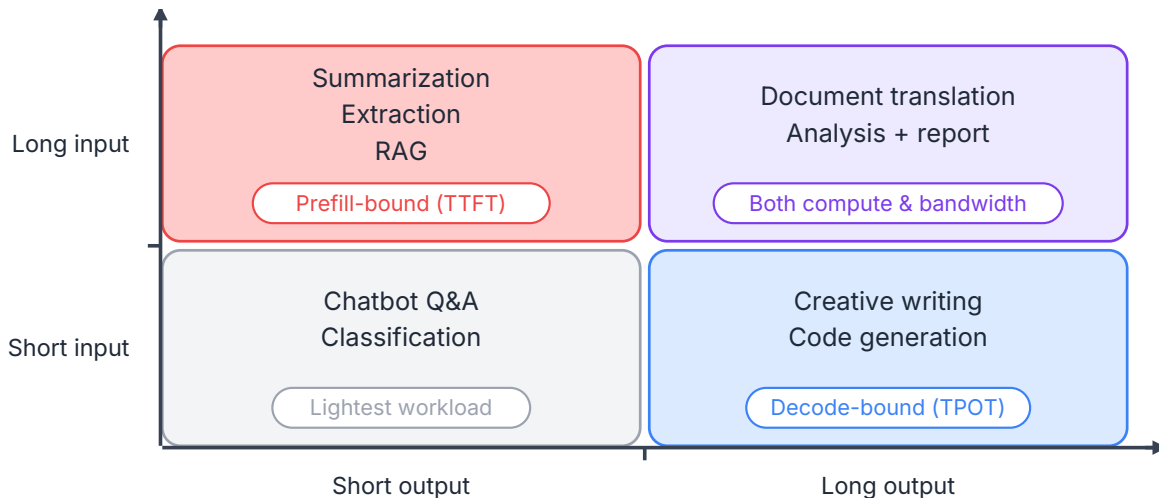 Long input
Summarization
Extraction
RAG
Prefill-bound (TTFT)
Document translation
Analysis + report
Both compute & bandwidth
Short input
Chatbot Q&A
Classification
Lightest workload
Creative writing
Code generation
Decode-bound (TPOT)
Short output
Long output